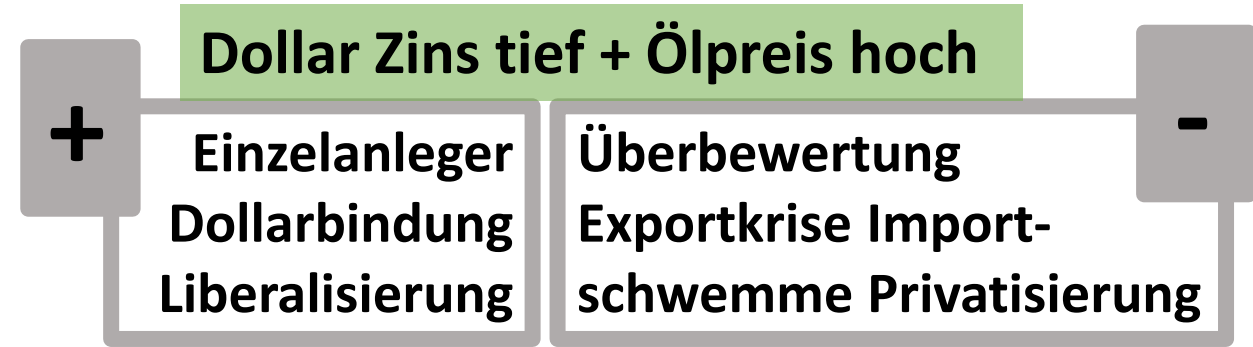 Dollar Zins tief + Ölpreis hoch
+
-
Einzelanleger
Dollarbindung
Liberalisierung
Überbewertung
Exportkrise Import-
schwemme Privatisierung